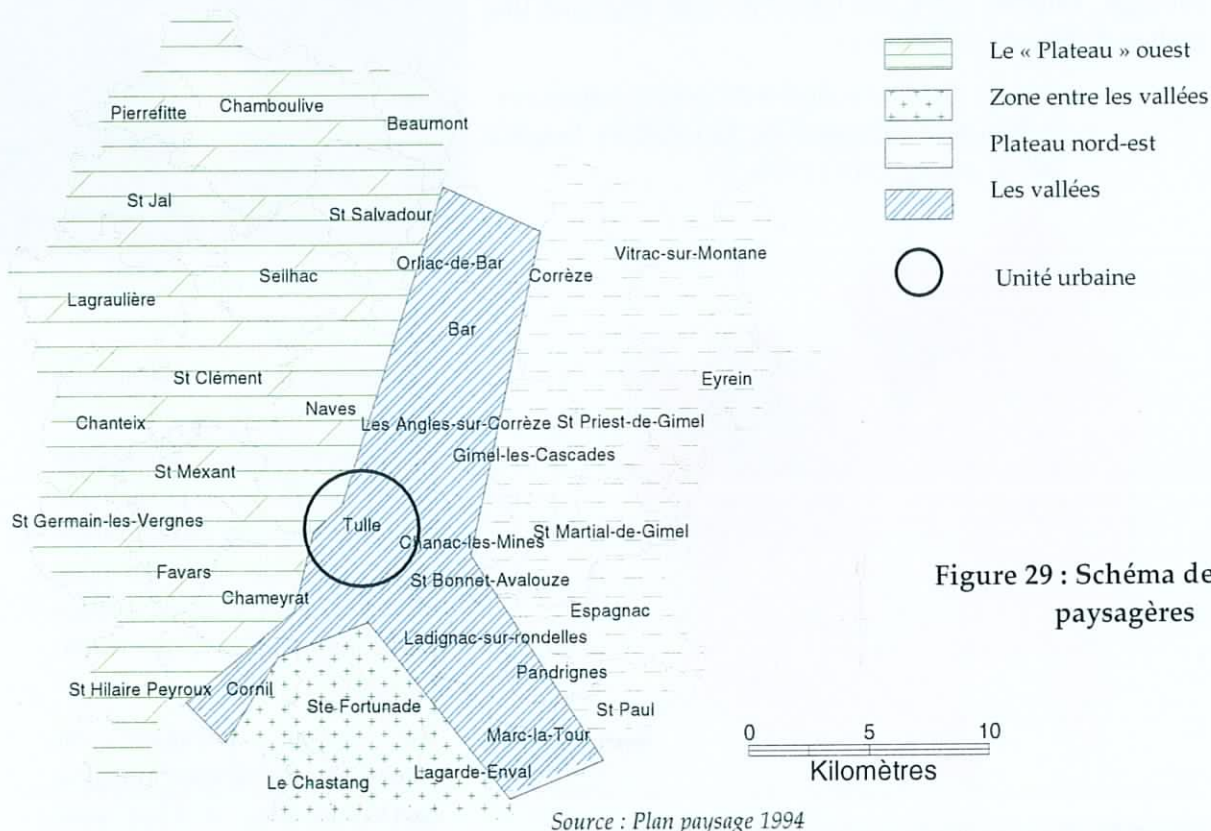 Le « Plateau » ouest
Zone entre les vallées
Plateau nord-est
Les vallées
Unité urbaine
Pierrefitte
Chamboulive
Beaumont
St Jal
St Salvadour
Orliac-de-Bar
Corrèze
Vitrac-sur-Montane
Seilhac
Lagraulière
Bar
St Clément
Eyrein
Naves
Chanteix
Les Angles-sur-Corrèze
St Priest-de-Gimel
Gimel-les-Cascades
St Mexant
St Germain-les-Vergnes
Tulle
Chanac-les-Mines
St Martial-de-Gimel
Favars
St Bonnet-Avalouze
Chameyrat
Espagnac
Ladignac-sur-rondelles
Pandrignes
St Hilaire Peyroux
Cornil
Ste Fortunade
St Paul
Marc-la-Tour
Lagarde-Enval
Le Chastang
Figure 29 : Schéma de
paysagères
0 5 10
Kilomètres
Source : Plan paysage 1994